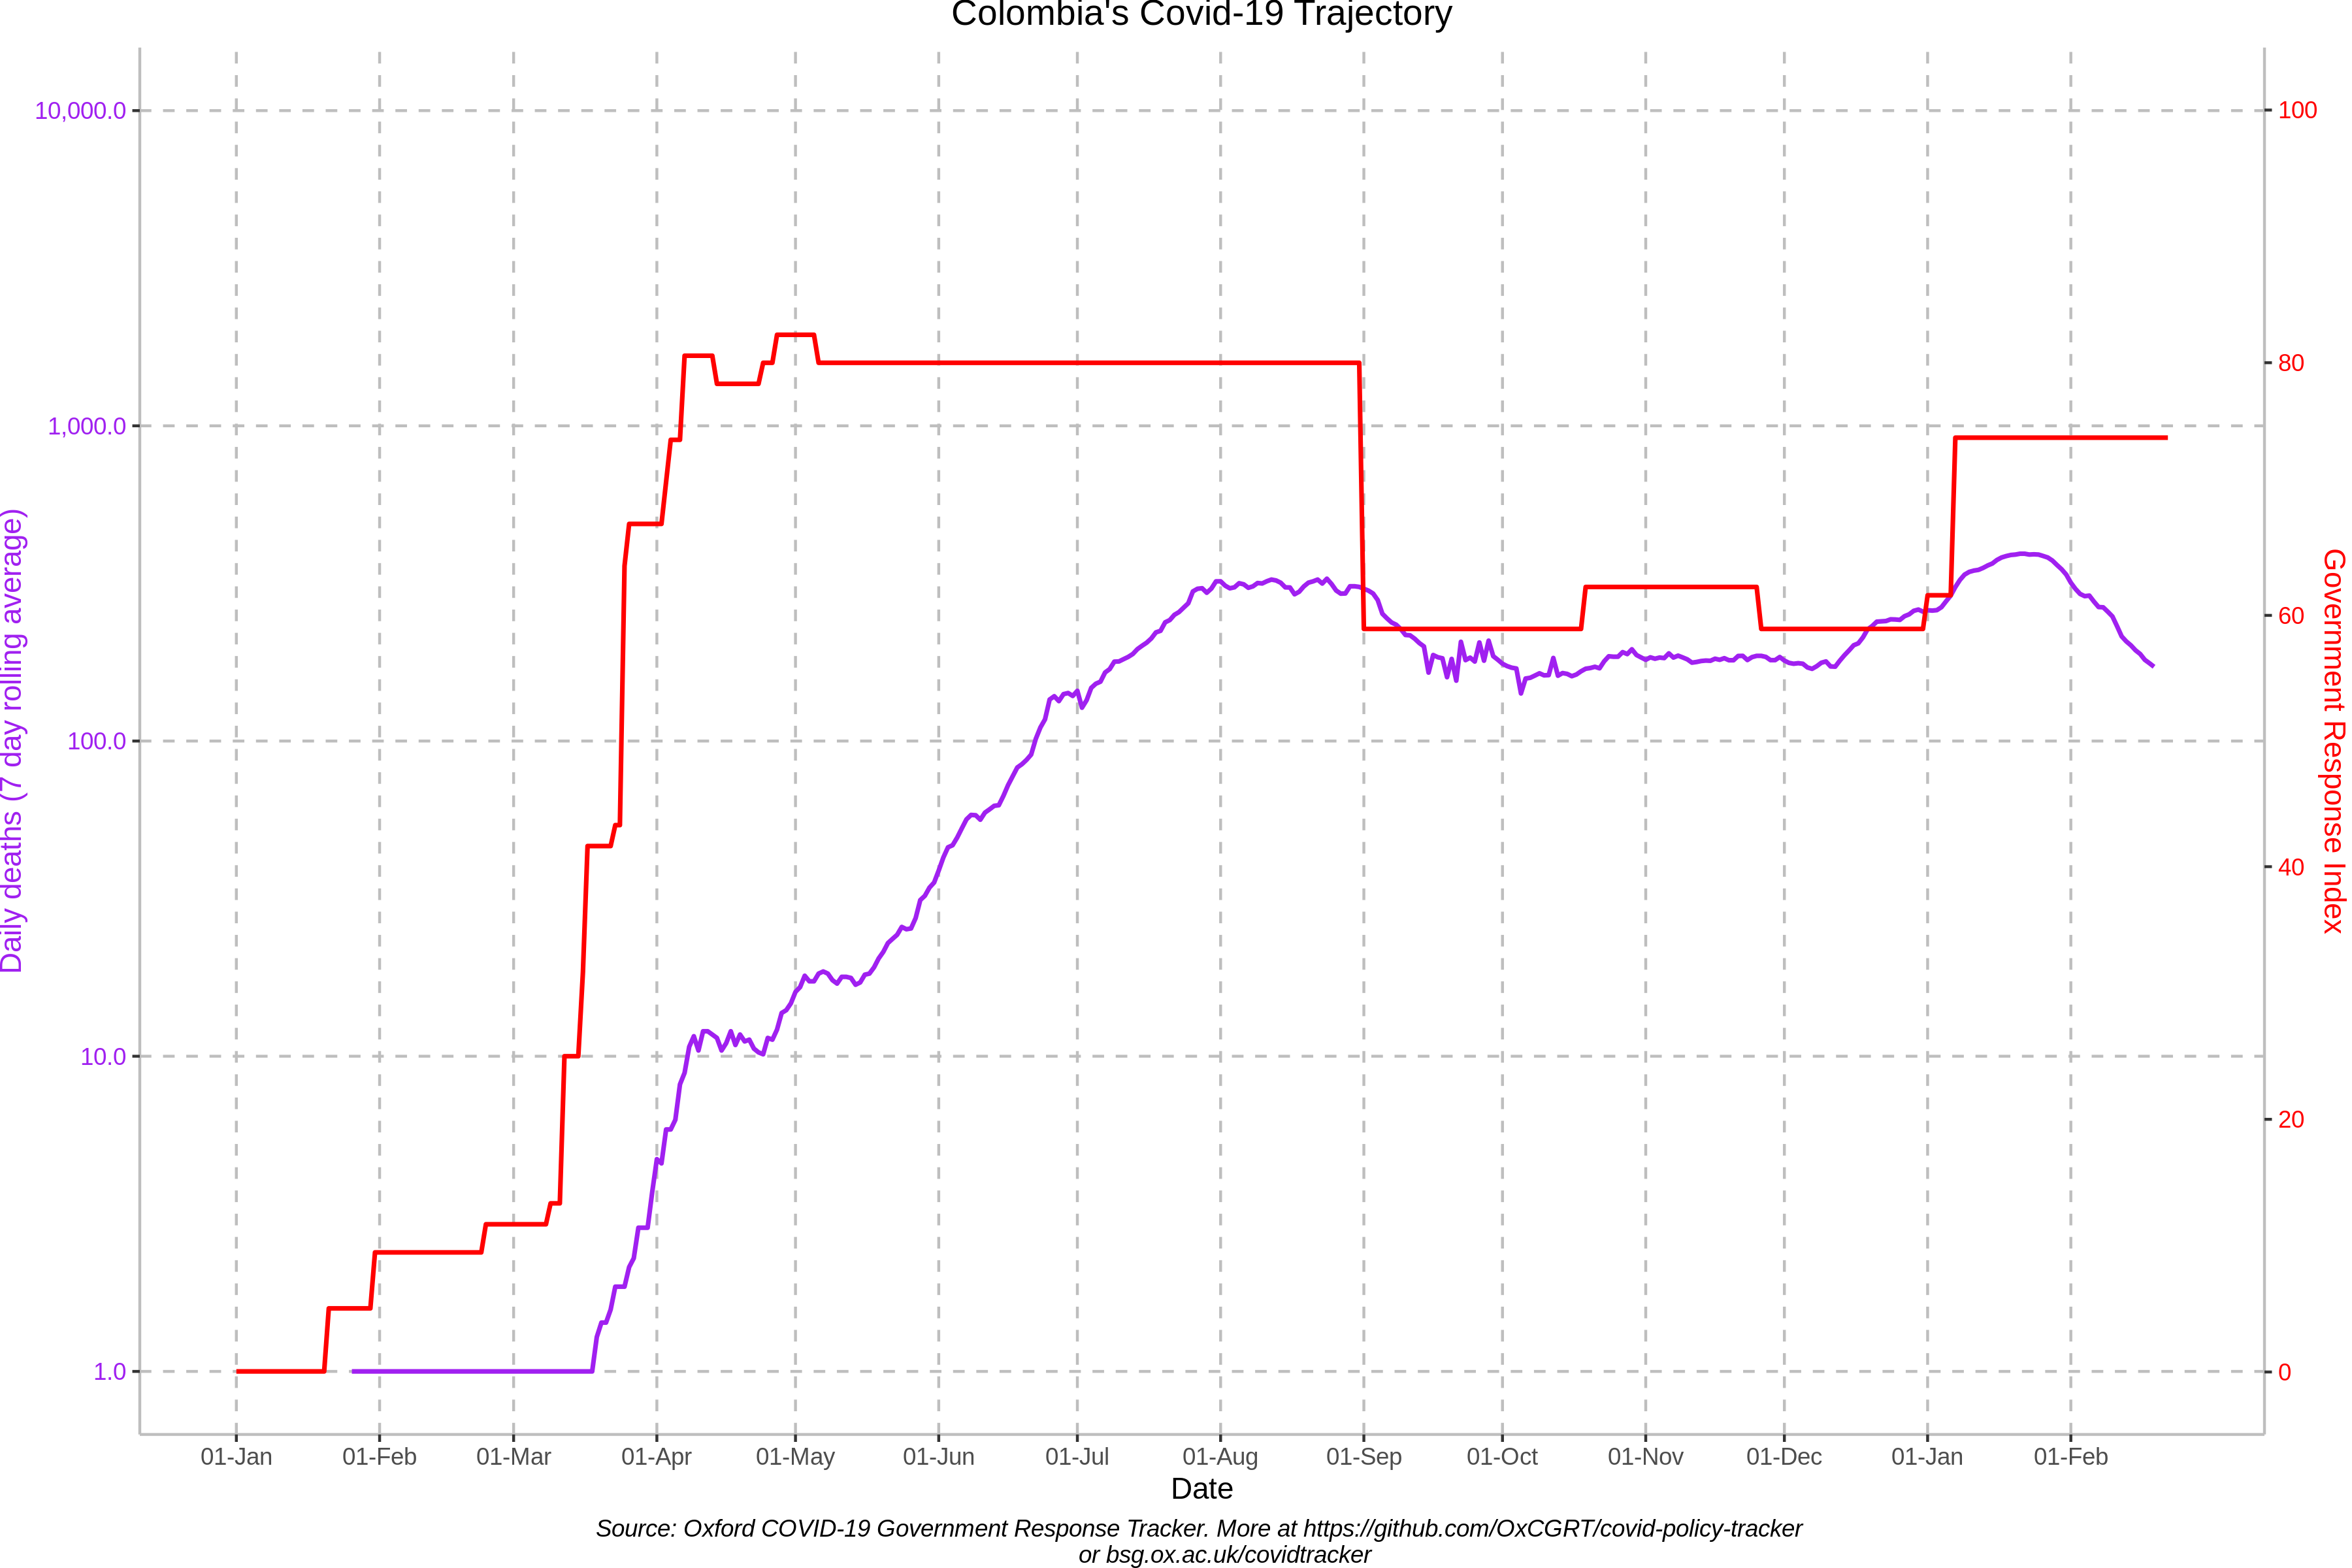 Colombia's Covid-19 Trajectory
10,000.0
1,000.0
100.0
10.0
1.0
Daily deaths (7 day rolling average)
100
80
60
40
20
0
Government Response Index
01-Jan
01-Feb
01-Mar
01-Apr
01-May
01-Jun
01-Jul
01-Aug
01-Sep
01-Oct
01-Nov
01-Dec
01-Jan
01-Feb
Date
Source: Oxford COVID-19 Government Response Tracker. More at https://github.com/OxCGRT/covid-policy-tracker
or bsg.ox.ac.uk/covidtracker